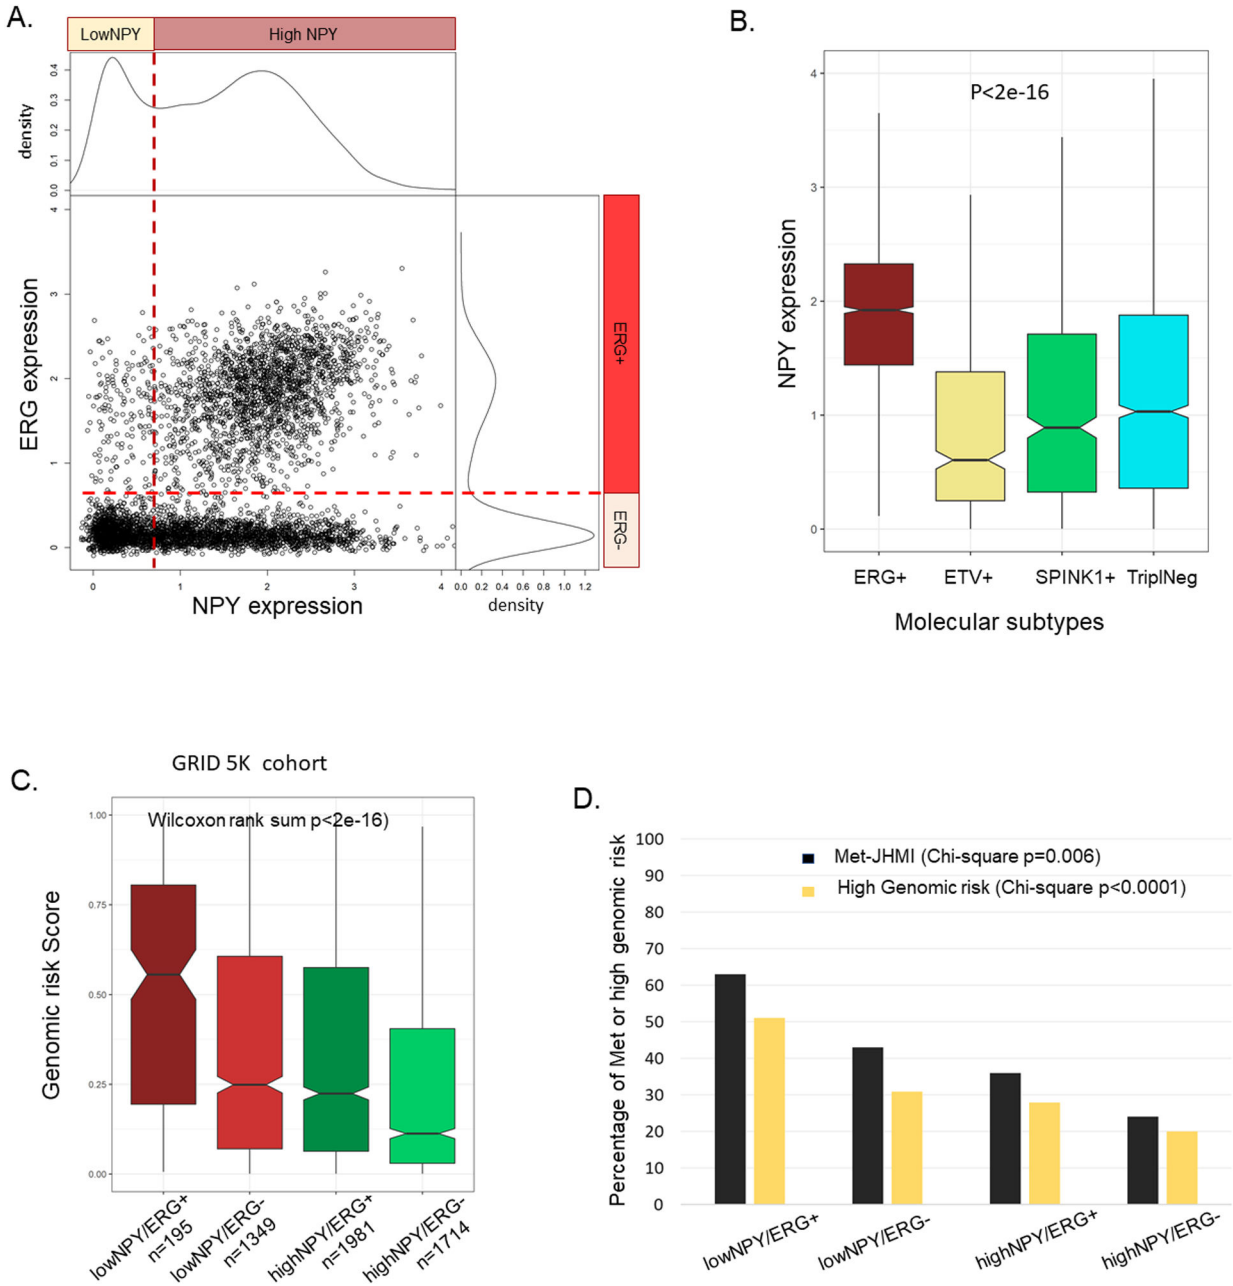 A.
LowNPY
High NPY
density
0.0
0.1
0.2
0.3
0.4
ERG expression
0
1
2
3
4
ERG+
ERG-
0
1
2
3
4
0.0
0.2
0.4
0.6
0.8
1.0
1.2
NPY expression
density
B.
P<2e-16
NPY expression
4
3
2
1
0
ERG+
ETV+
SPINK1+
TriplNeg
Molecular subtypes
GRID 5K cohort
C.
Wilcoxon rank sum p<2e-16)
Genomic risk Score
1.00
0.75
0.50
0.25
0.00
lowNPY/ERG+
n=195
lowNPY/ERG-
n=1349
highNPY/ERG+
n=1981
highNPY/ERG-
n=1714
D.
Percentage of Met or high genomic risk
100
90
80
70
60
50
40
30
20
10
0
Met-JHMI (Chi-square p=0.006)
High Genomic risk (Chi-square p<0.0001)
lowNPY/ERG+
lowNPY/ERG-
highNPY/ERG+
highNPY/ERG-